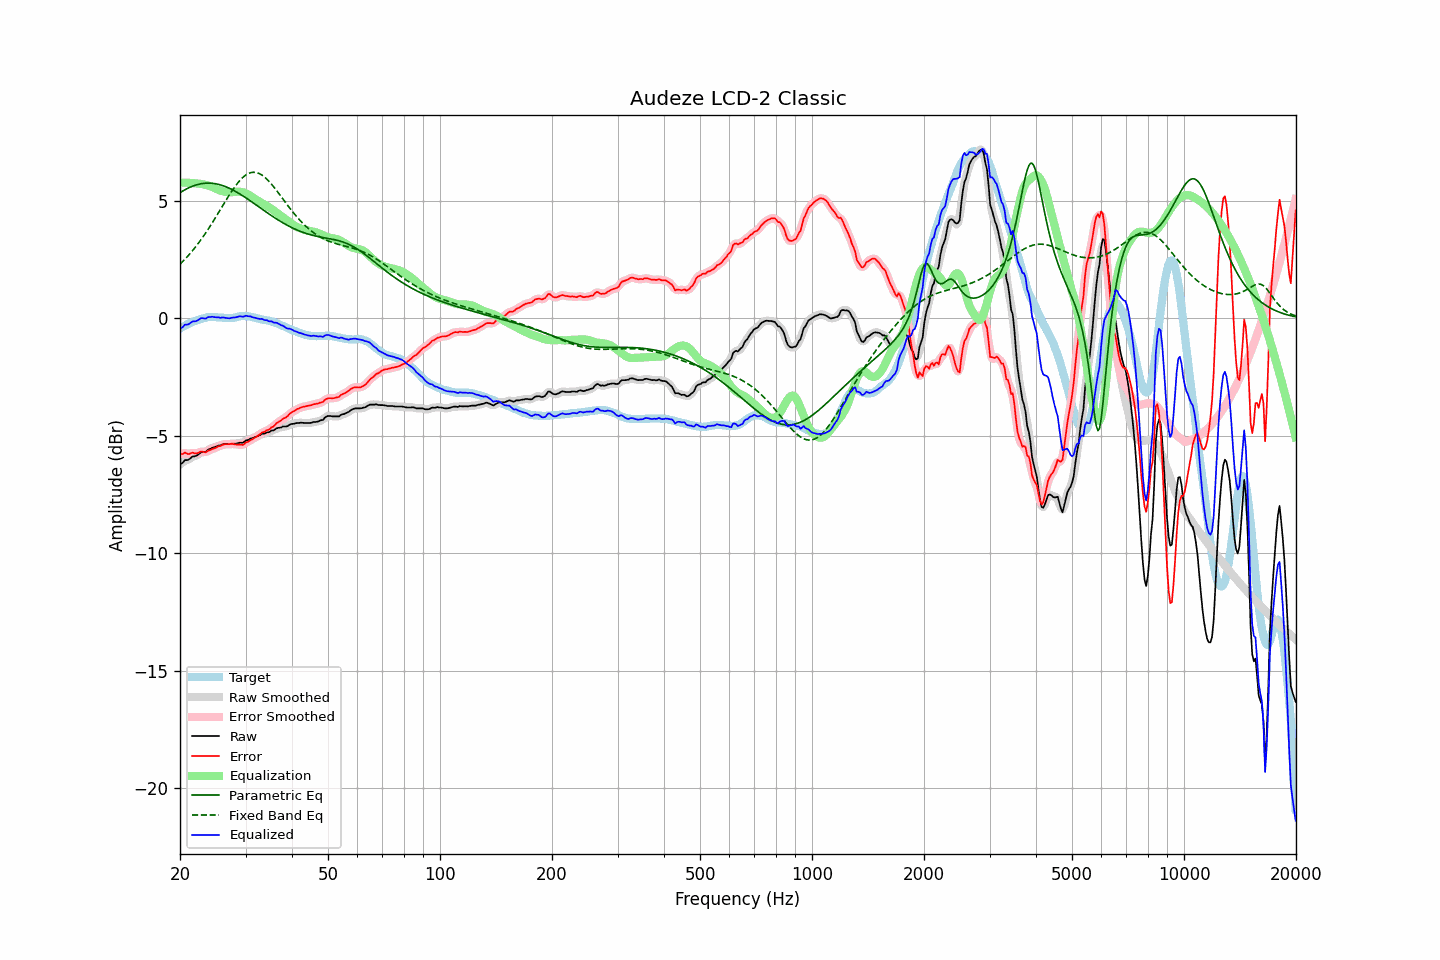 Audeze LCD-2 Classic
Amplitude (dBr)
5
0
−5
−10
−15
−20
Target
Raw Smoothed
Error Smoothed
Raw
Error
Equalization
Parametric Eq
Fixed Band Eq
Equalized
20 50 100 200 500 1000 2000 5000 10000 20000
Frequency (Hz)